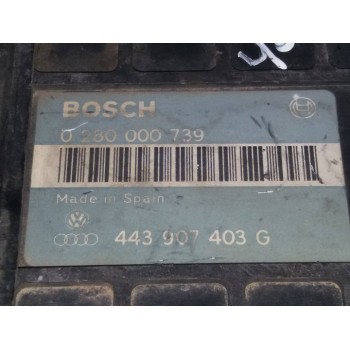 BOSCH
0 280 000 739
Made in Spain
443 907 403 G